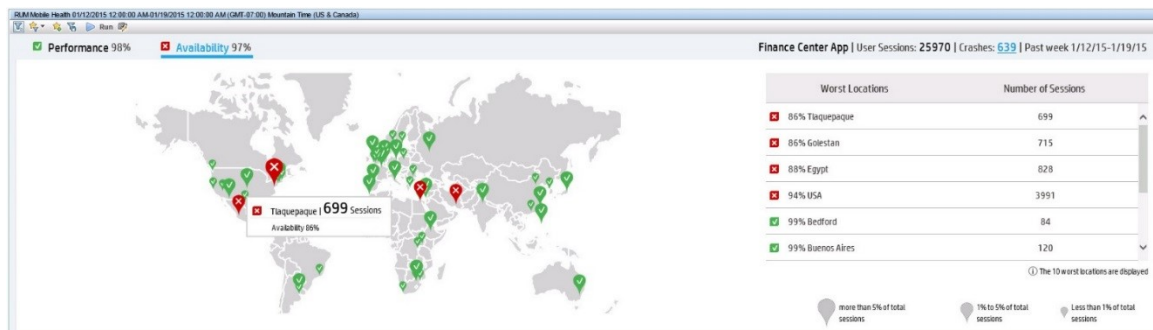 RUM Mobile Health 01/12/2015 12:00:00 AM-01/19/2015 12:00:00 AM (GMT-07:00) Mountain Time (US & Canada)
Run
Performance 98%
Availability 97%
Finance Center App | User Sessions: 25970 | Crashes: 639 | Past week 1/12/15-1/19/15
Worst Locations Number of Sessions
86% Tlaquepaque 699
86% Golestan 715
88% Egypt 828
94% USA 3991
99% Bedford 84
99% Buenos Aires 120
The 10 worst locations are displayed
Tlaquepaque | 699 Sessions
Availability 86%
more than 5% of total
sessions
1% to 5% of total
sessions
Less than 1% of total
sessions